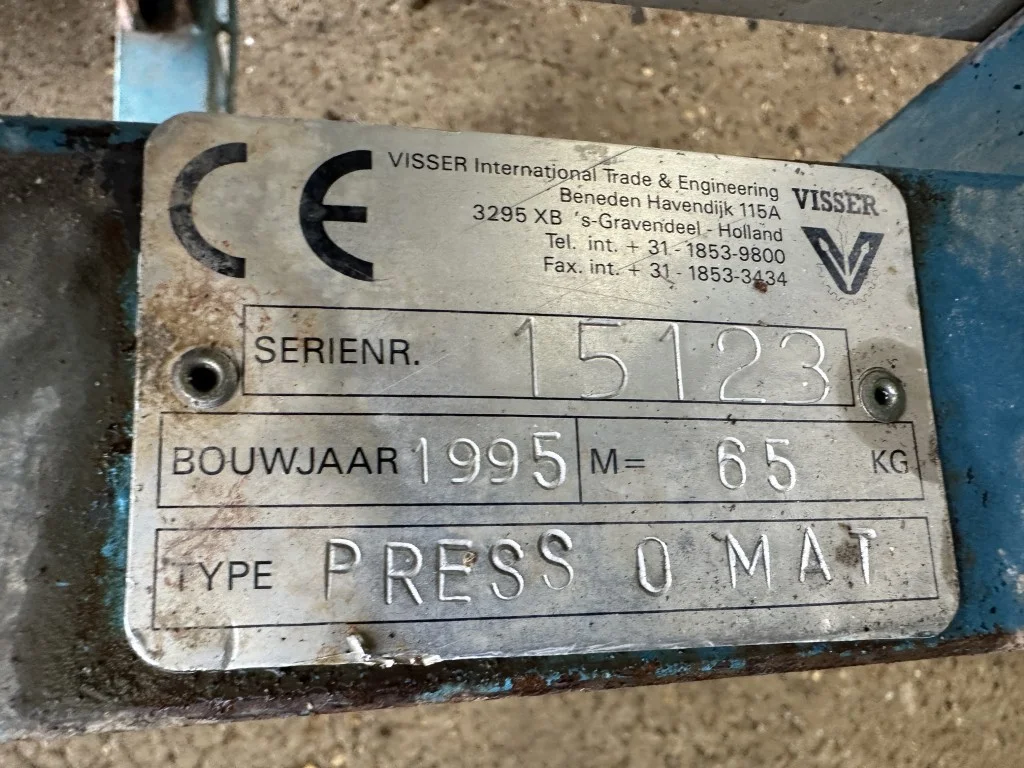 CE
VISSER International Trade & Engineering
Beneden Havendijk 115A
3295 XB 's-Gravendeel - Holland
Tel. int. + 31 - 1853-9800
Fax. int. + 31 - 1853-3434
VISSER
V
SERIENR. 15123
BOUWJAAR 1995 M= 65 KG
TYPE PRESS O MAT